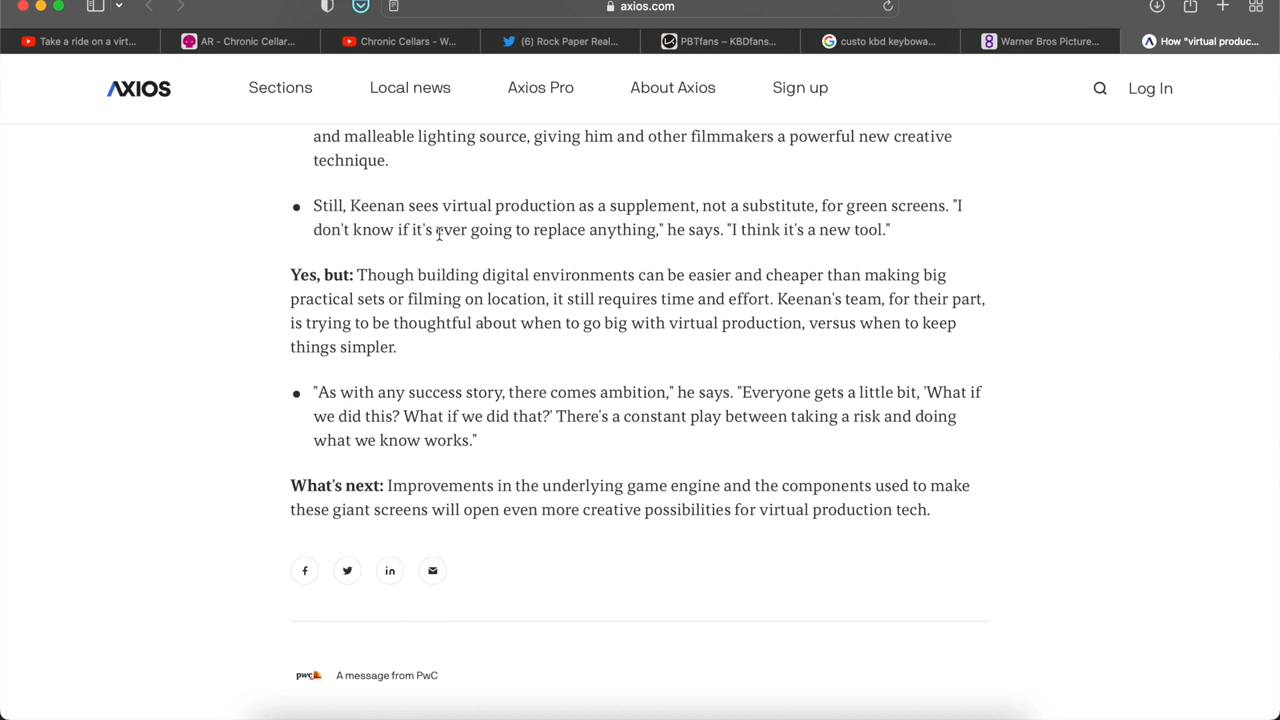 axios.com
Take a ride on a virt...
AR - Chronic Cellar...
Chronic Cellars - W...
(6) Rock Paper Real...
PBTfans – KBDfans...
custo kbd keybowa...
Warner Bros Picture...
How "virtual produc...
AXIOS
Sections
Local news
Axios Pro
About Axios
Sign up
Log In
and malleable lighting source, giving him and other filmmakers a powerful new creative
technique.
Still, Keenan sees virtual production as a supplement, not a substitute, for green screens. "I
don't know if it's ever going to replace anything," he says. "I think it's a new tool."
Yes, but: Though building digital environments can be easier and cheaper than making big
practical sets or filming on location, it still requires time and effort. Keenan's team, for their part,
is trying to be thoughtful about when to go big with virtual production, versus when to keep
things simpler.
"As with any success story, there comes ambition," he says. "Everyone gets a little bit, 'What if
we did this? What if we did that?' There's a constant play between taking a risk and doing
what we know works."
What's next: Improvements in the underlying game engine and the components used to make
these giant screens will open even more creative possibilities for virtual production tech.
pwc
A message from PwC